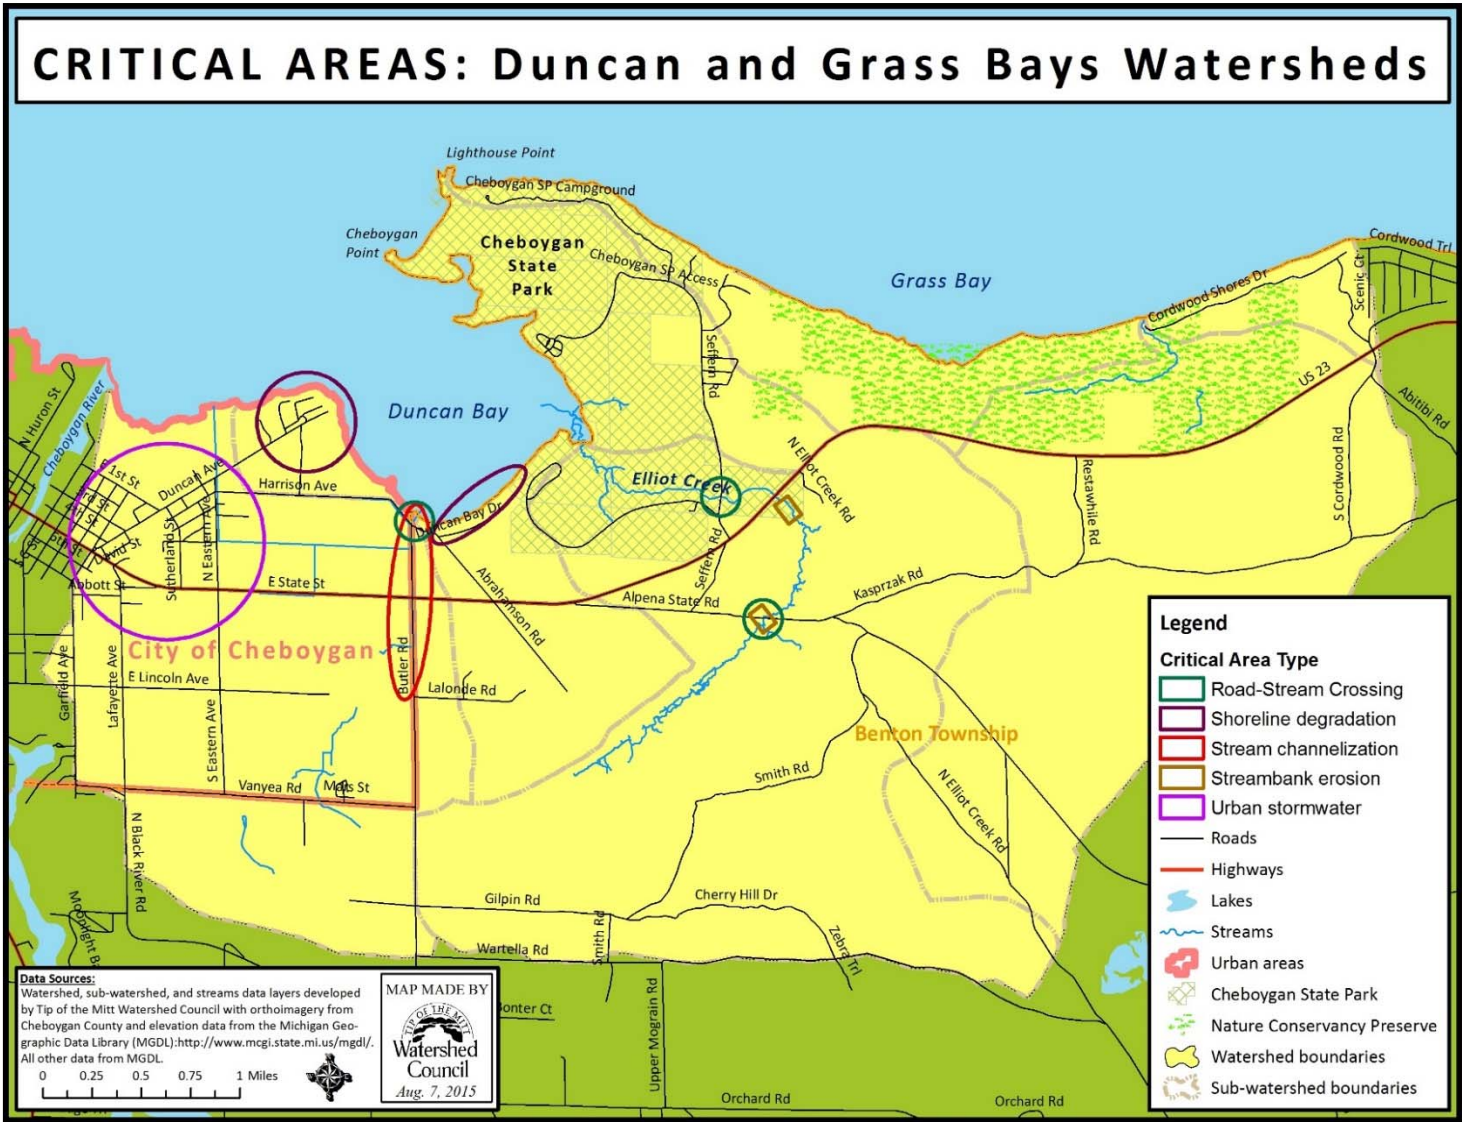 CRITICAL AREAS: Duncan and Grass Bays Watersheds
Lighthouse Point
Cheboygan SP Campground
Cheboygan
Point
Cheboygan
State
Park
Cheboygan SP Access
Grass Bay
Cordwood Trl
Cordwood Shores Dr
Scenic Ct
US 23
Abitibi Rd
N Huron St
Cheboygan River
Duncan Bay
Seffern Rd
N Elliot Creek Rd
Elliot Creek
Restawhile Rd
S Cordwood Rd
E 1st St
Duncan Ave
Harrison Ave
Duncan Bay Dr
David St
Sutherland St
N Eastern Ave
Abbott St
E State St
Abrahamson Rd
Seffern Rd
Alpena State Rd
Kasprzak Rd
City of Cheboygan
Butler Rd
Garfield Ave
Lafayette Ave
E Lincoln Ave
Lalonde Rd
S Eastern Ave
Benton Township
Smith Rd
N Elliot Creek Rd
Vanyea Rd
N Black River Rd
Gilpin Rd
Cherry Hill Dr
Smith Rd
Wartella Rd
Zebra Trl
Upper Mograin Rd
Orchard Rd
Orchard Rd
Legend
Critical Area Type
Road-Stream Crossing
Shoreline degradation
Stream channelization
Streambank erosion
Urban stormwater
Roads
Highways
Lakes
Streams
Urban areas
Cheboygan State Park
Nature Conservancy Preserve
Watershed boundaries
Sub-watershed boundaries
Data Sources:
Watershed, sub-watershed, and streams data layers developed
by Tip of the Mitt Watershed Council with orthoimagery from
Cheboygan County and elevation data from the Michigan Geo-
graphic Data Library (MGDL):http://www.mcgi.state.mi.us/mgdl/.
All other data from MGDL.
0 0.25 0.5 0.75 1 Miles
MAP MADE BY
TIP OF THE MITT
Watershed
Council
Aug. 7, 2015